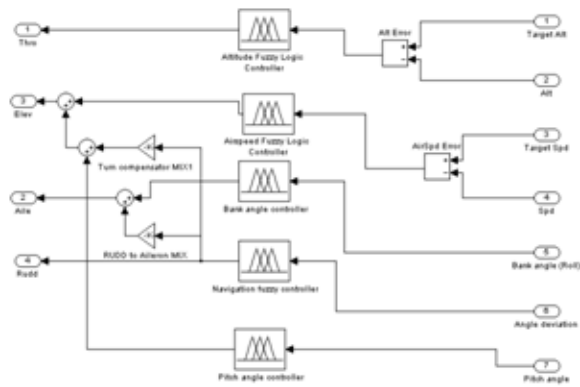 1
Thro
Altitude Fuzzy Logic
Controller
Alt Error
+
−
1
Target Alt
2
Alt
3
Elev
Airspeed Fuzzy Logic
Controller
AirSpd Error
+
−
3
Target Spd
4
Spd
Turn compensator MIX1
2
Aile
Bank angle controller
RUDD to Aileron MIX
5
Bank angle (Roll)
4
Rudd
Navigation fuzzy controller
6
Angle deviation
Pitch angle controller
7
Pitch angle